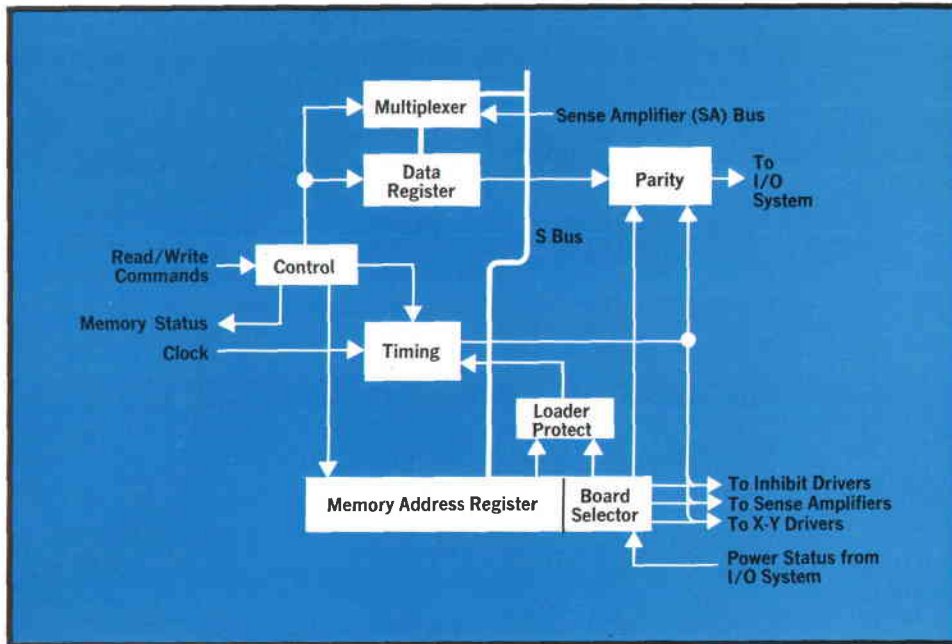 Multiplexer
Sense Amplifier (SA) Bus
Data
Register
Parity
To
I/O
System
S Bus
Read/Write
Commands
Control
Memory Status
Clock
Timing
Loader
Protect
Memory Address Register
Board
Selector
To Inhibit Drivers
To Sense Amplifiers
To X-Y Drivers
Power Status from
I/O System